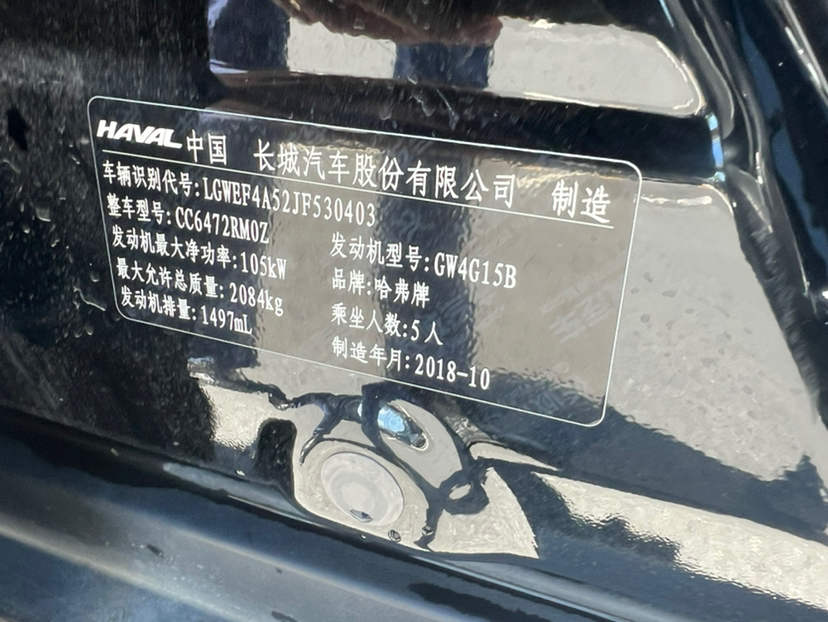 HAVAL 中国 长城汽车股份有限公司 制造
车辆识别代号:LGWEF4A52JF530403
整车型号:CC6472RM0Z 发动机型号:GW4G15B
发动机最大净功率:105kW 品牌:哈弗牌
最大允许总质量:2084kg 乘坐人数:5人
发动机排量:1497mL 制造年月:2018-10